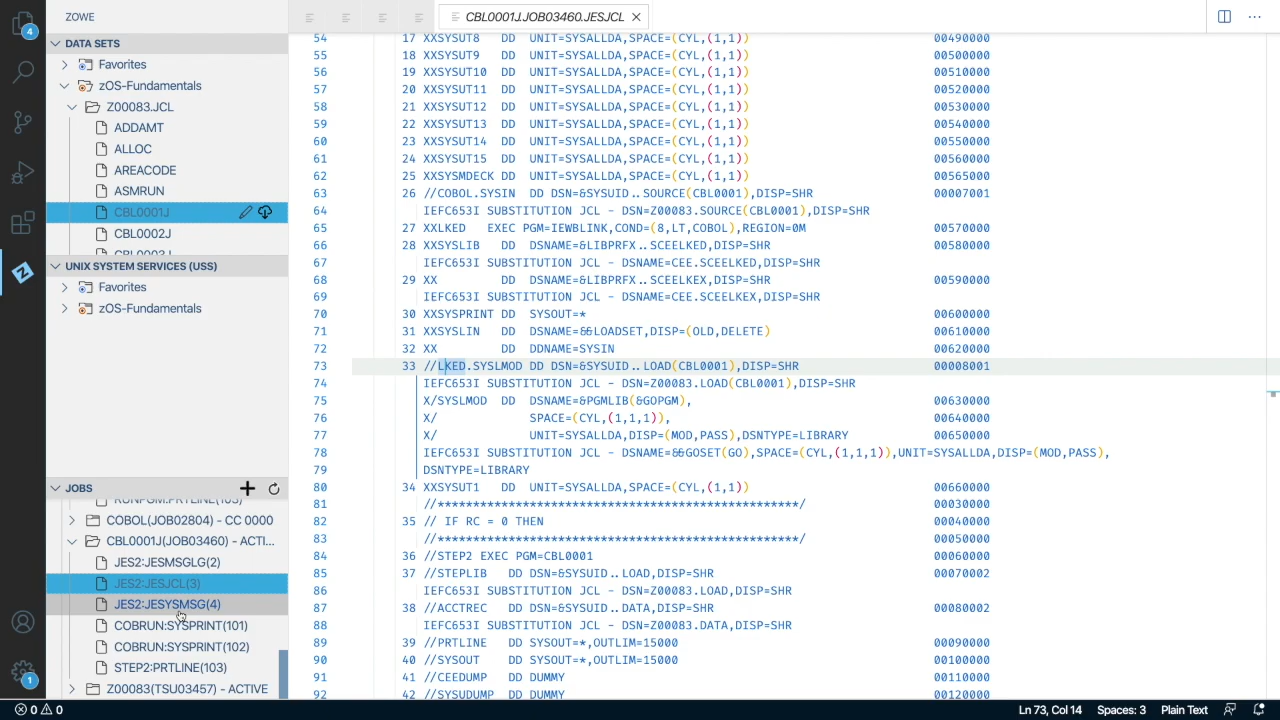 4
ZOWE
DATA SETS
Favorites
zOS-Fundamentals
Z00083.JCL
ADDAMT
ALLOC
AREACODE
ASMRUN
CBL0001J
CBL0002J
CBL0003J
UNIX SYSTEM SERVICES (USS)
Favorites
zOS-Fundamentals
JOBS
RUNPGM:PRTLINE(103)
COBOL(JOB02804) - CC 0000
CBL0001J(JOB03460) - ACTI...
JES2:JESMSGLG(2)
JES2:JESJCL(3)
JES2:JESYSMSG(4)
COBRUN:SYSPRINT(101)
COBRUN:SYSPRINT(102)
STEP2:PRTLINE(103)
Z00083(TSU03457) - ACTIVE
1
CBL0001J.JOB03460.JESJCL
54 17 XXSYSUT8 DD UNIT=SYSALLDA,SPACE=(CYL,(1,1)) 00490000
55 18 XXSYSUT9 DD UNIT=SYSALLDA,SPACE=(CYL,(1,1)) 00500000
56 19 XXSYSUT10 DD UNIT=SYSALLDA,SPACE=(CYL,(1,1)) 00510000
57 20 XXSYSUT11 DD UNIT=SYSALLDA,SPACE=(CYL,(1,1)) 00520000
58 21 XXSYSUT12 DD UNIT=SYSALLDA,SPACE=(CYL,(1,1)) 00530000
59 22 XXSYSUT13 DD UNIT=SYSALLDA,SPACE=(CYL,(1,1)) 00540000
60 23 XXSYSUT14 DD UNIT=SYSALLDA,SPACE=(CYL,(1,1)) 00550000
61 24 XXSYSUT15 DD UNIT=SYSALLDA,SPACE=(CYL,(1,1)) 00560000
62 25 XXSYSMDECK DD UNIT=SYSALLDA,SPACE=(CYL,(1,1)) 00565000
63 26 //COBOL.SYSIN DD DSN=&SYSUID..SOURCE(CBL0001),DISP=SHR 00007001
64 IEFC653I SUBSTITUTION JCL - DSN=Z00083.SOURCE(CBL0001),DISP=SHR
65 27 XXLKED EXEC PGM=IEWBLINK,COND=(8,LT,COBOL),REGION=0M 00570000
66 28 XXSYSLIB DD DSNAME=&LIBPRFX..SCEELKED,DISP=SHR 00580000
67 IEFC653I SUBSTITUTION JCL - DSNAME=CEE.SCEELKED,DISP=SHR
68 29 XX DD DSNAME=&LIBPRFX..SCEELKEX,DISP=SHR 00590000
69 IEFC653I SUBSTITUTION JCL - DSNAME=CEE.SCEELKEX,DISP=SHR
70 30 XXSYSPRINT DD SYSOUT=* 00600000
71 31 XXSYSLIN DD DSNAME=&&LOADSET,DISP=(OLD,DELETE) 00610000
72 32 XX DD DDNAME=SYSIN 00620000
73 33 //LKED.SYSLMOD DD DSN=&SYSUID..LOAD(CBL0001),DISP=SHR 00008001
74 IEFC653I SUBSTITUTION JCL - DSN=Z00083.LOAD(CBL0001),DISP=SHR
75 X/SYSLMOD DD DSNAME=&PGMLIB(&GOPGM), 00630000
76 X/ SPACE=(CYL,(1,1,1)), 00640000
77 X/ UNIT=SYSALLDA,DISP=(MOD,PASS),DSNTYPE=LIBRARY 00650000
78 IEFC653I SUBSTITUTION JCL - DSNAME=&&GOSET(GO),SPACE=(CYL,(1,1,1)),UNIT=SYSALLDA,DISP=(MOD,PASS),
79 DSNTYPE=LIBRARY
80 34 XXSYSUT1 DD UNIT=SYSALLDA,SPACE=(CYL,(1,1)) 00660000
81 //***************************************************/ 00030000
82 35 // IF RC = 0 THEN 00040000
83 //***************************************************/ 00050000
84 36 //STEP2 EXEC PGM=CBL0001 00060000
85 37 //STEPLIB DD DSN=&SYSUID..LOAD,DISP=SHR 00070002
86 IEFC653I SUBSTITUTION JCL - DSN=Z00083.LOAD,DISP=SHR
87 38 //ACCTREC DD DSN=&SYSUID..DATA,DISP=SHR 00080002
88 IEFC653I SUBSTITUTION JCL - DSN=Z00083.DATA,DISP=SHR
89 39 //PRTLINE DD SYSOUT=*,OUTLIM=15000 00090000
90 40 //SYSOUT DD SYSOUT=*,OUTLIM=15000 00100000
91 41 //CEEDUMP DD DUMMY 00110000
92 42 //SYSUDUMP DD DUMMY 00120000
0 0
Ln 73, Col 14 Spaces: 3 Plain Text